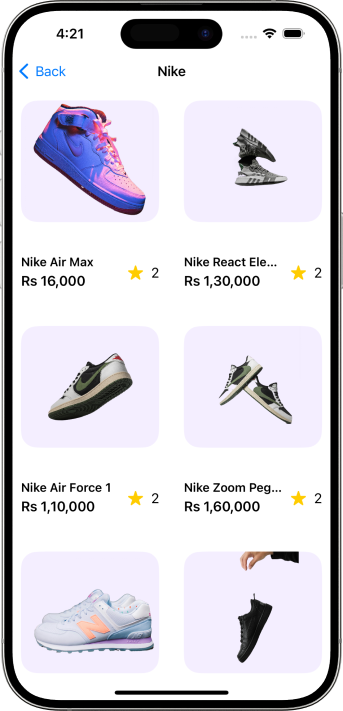 4:21
Back
Nike
Nike Air Max
Rs 16,000
2
Nike React Ele...
Rs 1,30,000
2
Nike Air Force 1
Rs 1,10,000
2
Nike Zoom Peg...
Rs 1,60,000
2